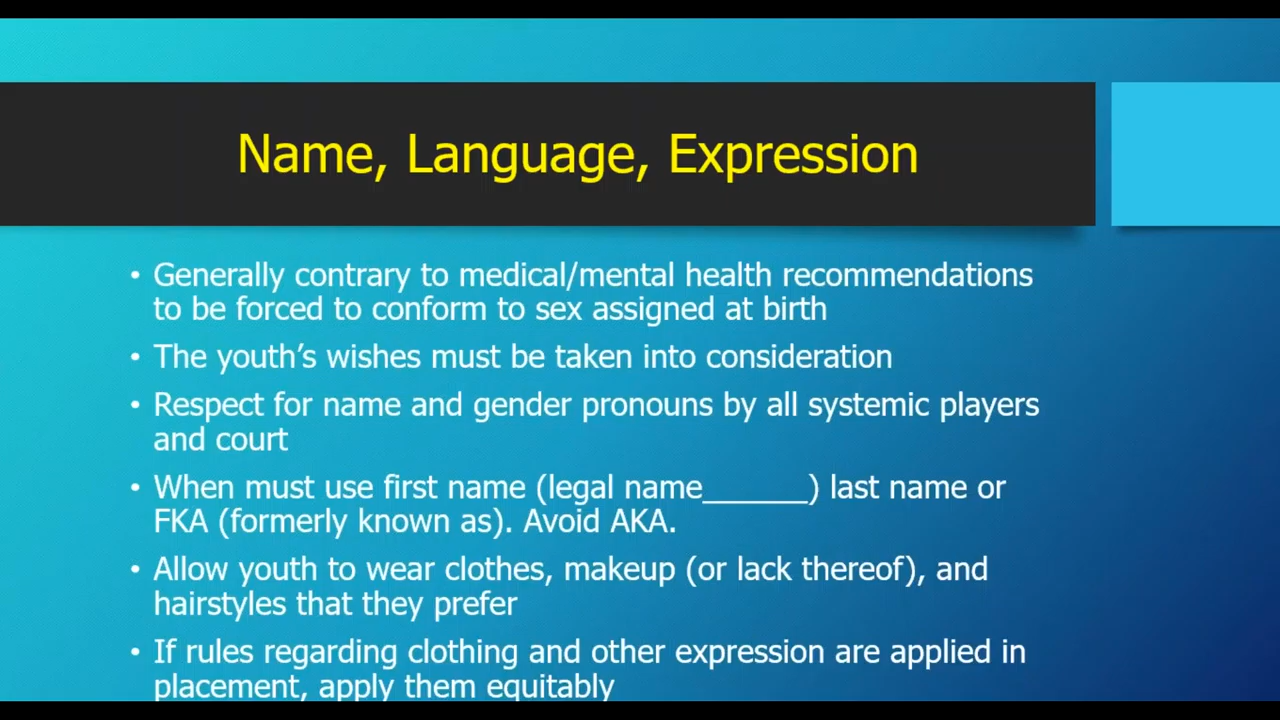 Name, Language, Expression
• Generally contrary to medical/mental health recommendations
to be forced to conform to sex assigned at birth
• The youth’s wishes must be taken into consideration
• Respect for name and gender pronouns by all systemic players
and court
• When must use first name (legal name______) last name or
FKA (formerly known as). Avoid AKA.
• Allow youth to wear clothes, makeup (or lack thereof), and
hairstyles that they prefer
• If rules regarding clothing and other expression are applied in
placement, apply them equitably